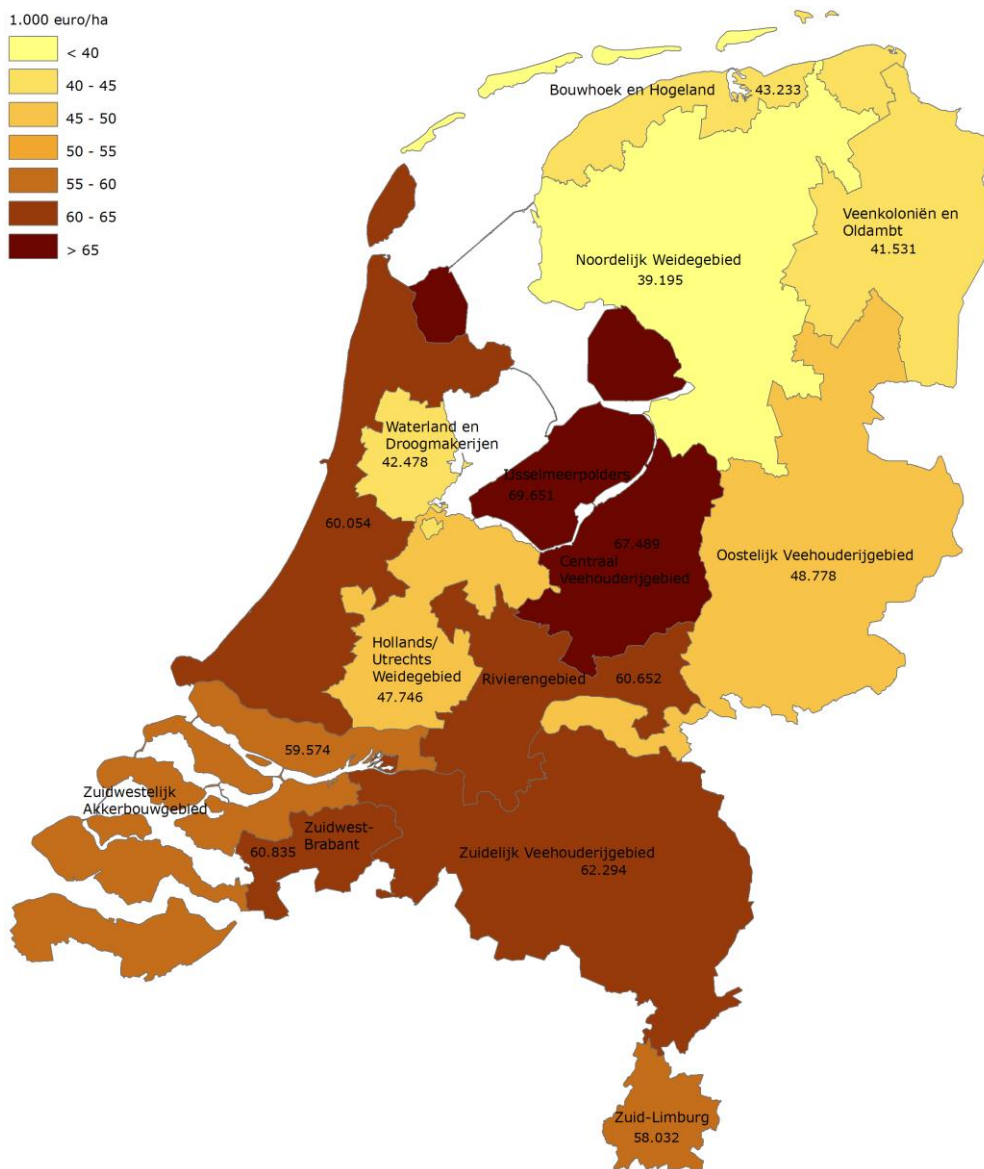 1.000 euro/ha
< 40
40 - 45
45 - 50
50 - 55
55 - 60
60 - 65
> 65
Bouwhoek en Hogeland
43.233
Veenkoloniën en
Oldambt
41.531
Noordelijk Weidegebied
39.195
Waterland en
Droogmakerijen
42.478
IJsselmeerpolders
69.651
60.054
67.489
Centraal
Veehouderijgebied
Oostelijk Veehouderijgebied
48.778
Hollands/
Utrechts
Weidegebied
47.746
Rivierengebied
60.652
59.574
Zuidwestelijk
Akkerbouwgebied
Zuidwest-
Brabant
60.835
Zuidelijk Veehouderijgebied
62.294
Zuid-Limburg
58.032